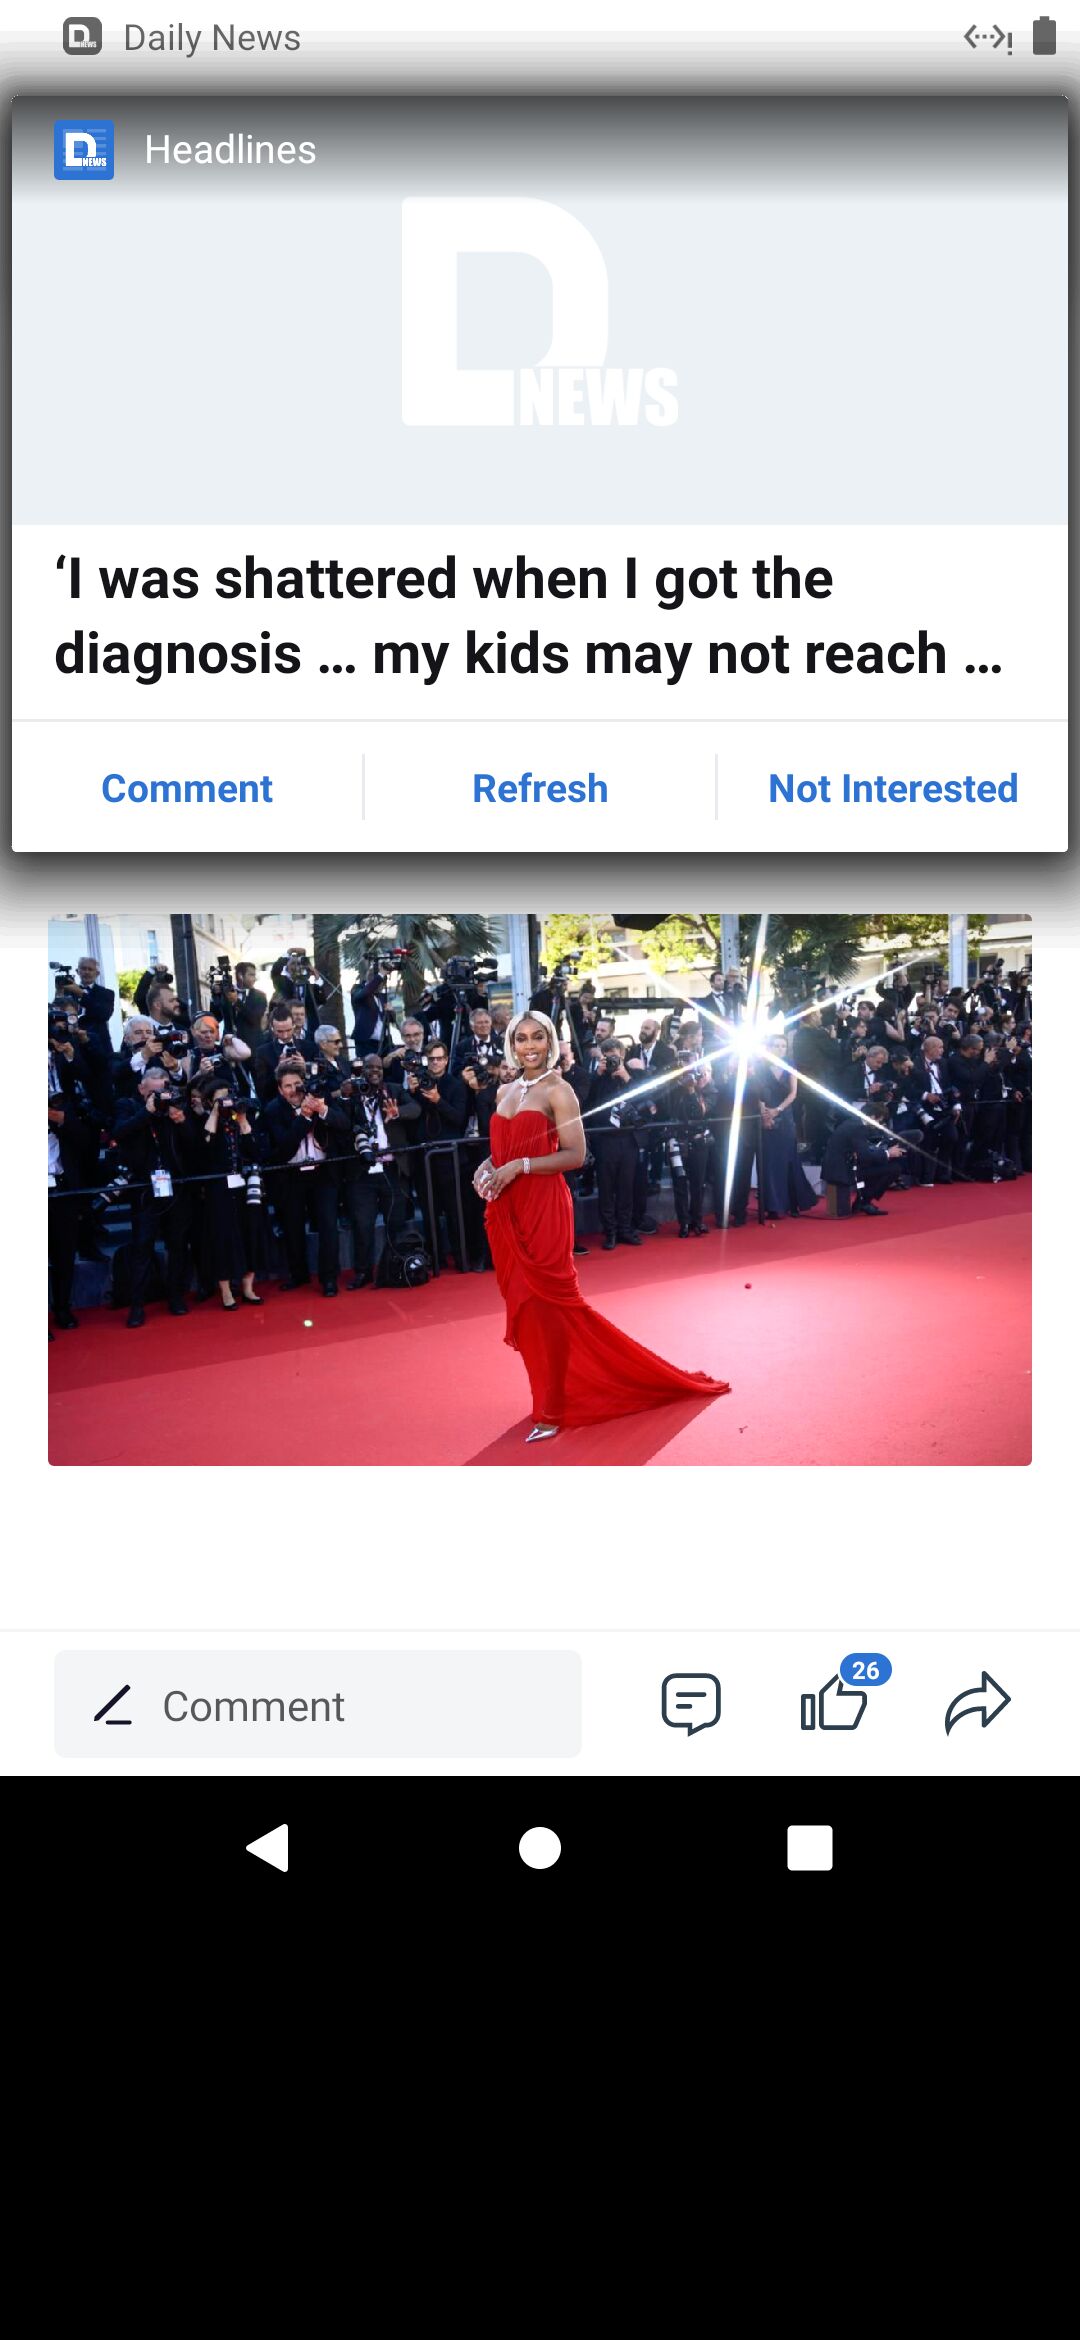 Daily News
D NEWS
Headlines
D
NEWS
‘I was shattered when I got the
diagnosis ... my kids may not reach ...
Comment
Refresh
Not Interested
Comment
26